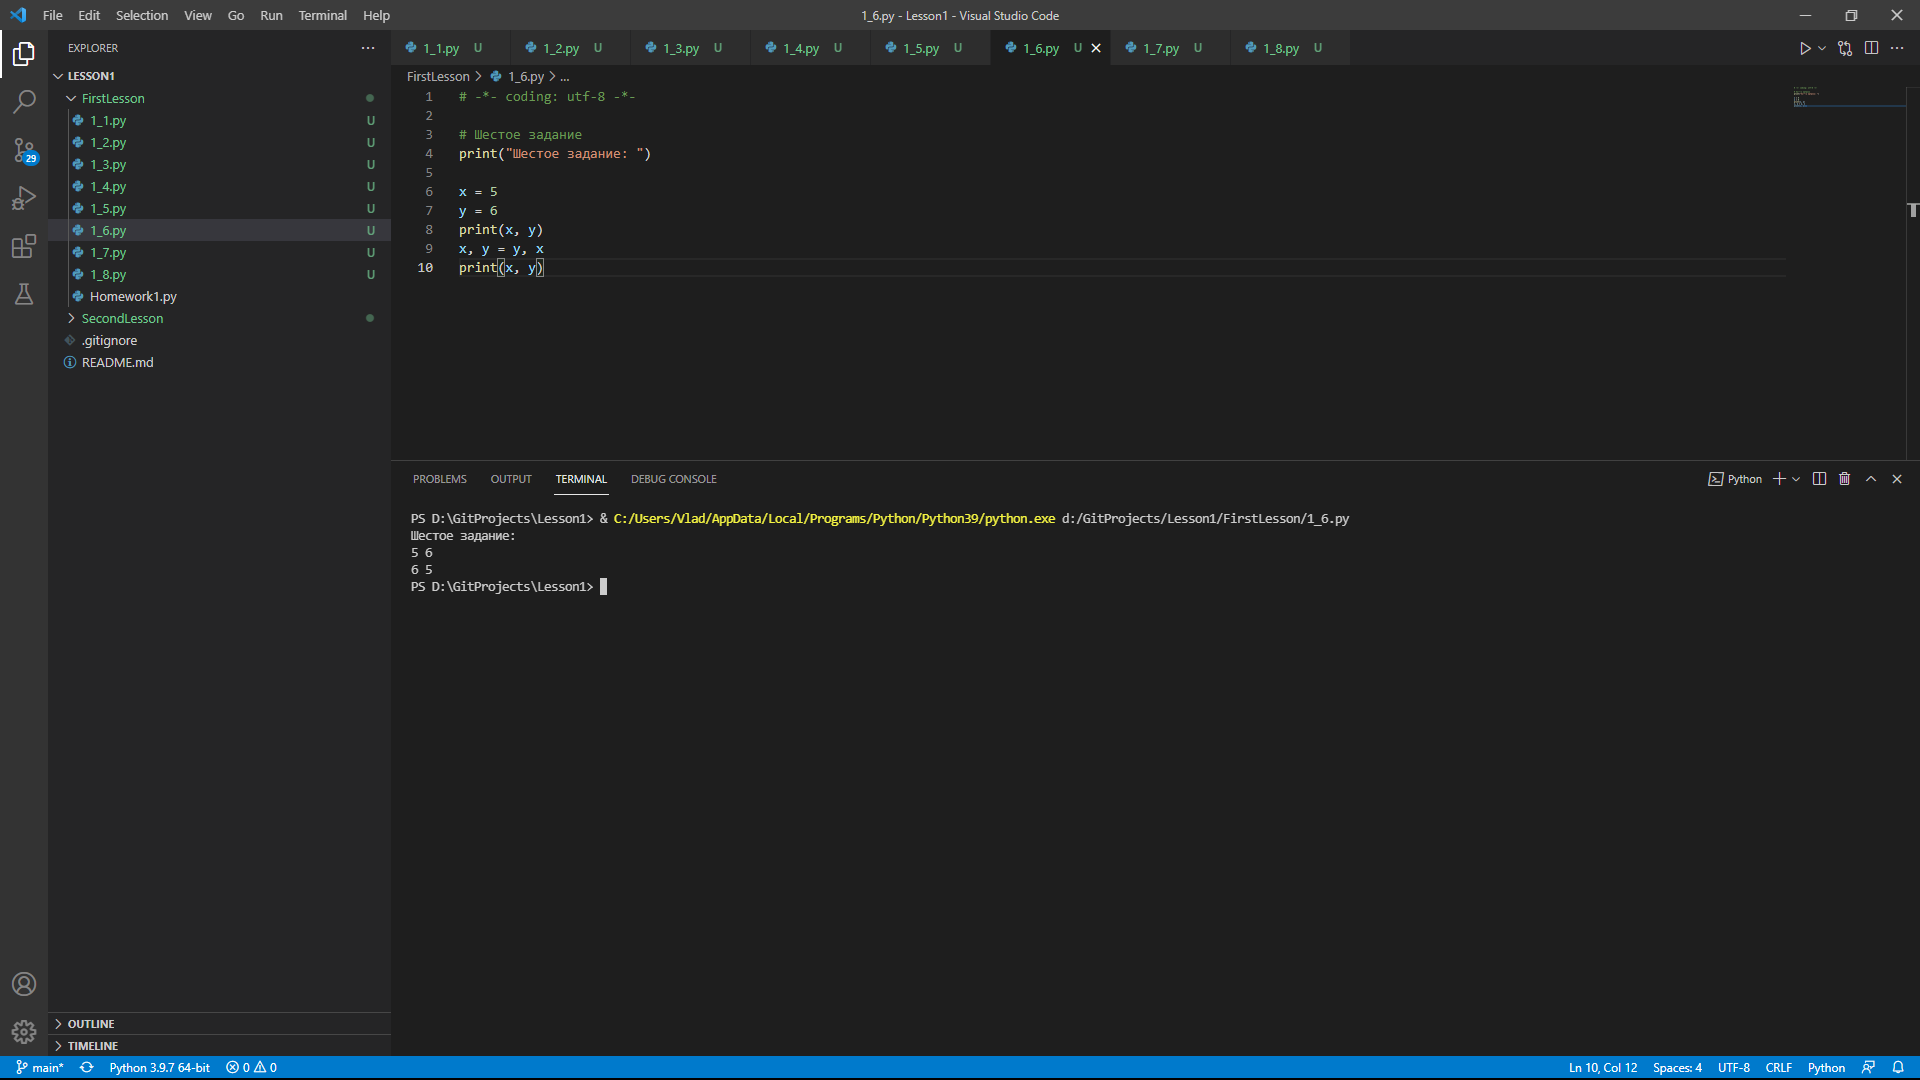 File Edit Selection View Go Run Terminal Help
1_6.py - Lesson1 - Visual Studio Code
EXPLORER
LESSON1
FirstLesson
1_1.py U
1_2.py U
1_3.py U
1_4.py U
1_5.py U
1_6.py U
1_7.py U
1_8.py U
Homework1.py
SecondLesson
.gitignore
README.md
29
OUTLINE
TIMELINE
1_1.py U 1_2.py U 1_3.py U 1_4.py U 1_5.py U 1_6.py U 1_7.py U 1_8.py U
FirstLesson > 1_6.py > ...
1 # -*- coding: utf-8 -*-
2
3 # Шестое задание
4 print("Шестое задание: ")
5
6 x = 5
7 y = 6
8 print(x, y)
9 x, y = y, x
10 print(x, y)
PROBLEMS OUTPUT TERMINAL DEBUG CONSOLE
Python
PS D:\GitProjects\Lesson1> & C:/Users/Vlad/AppData/Local/Programs/Python/Python39/python.exe d:/GitProjects/Lesson1/FirstLesson/1_6.py
Шестое задание:
5 6
6 5
PS D:\GitProjects\Lesson1>
main* Python 3.9.7 64-bit 0 0
Ln 10, Col 12 Spaces: 4 UTF-8 CRLF Python